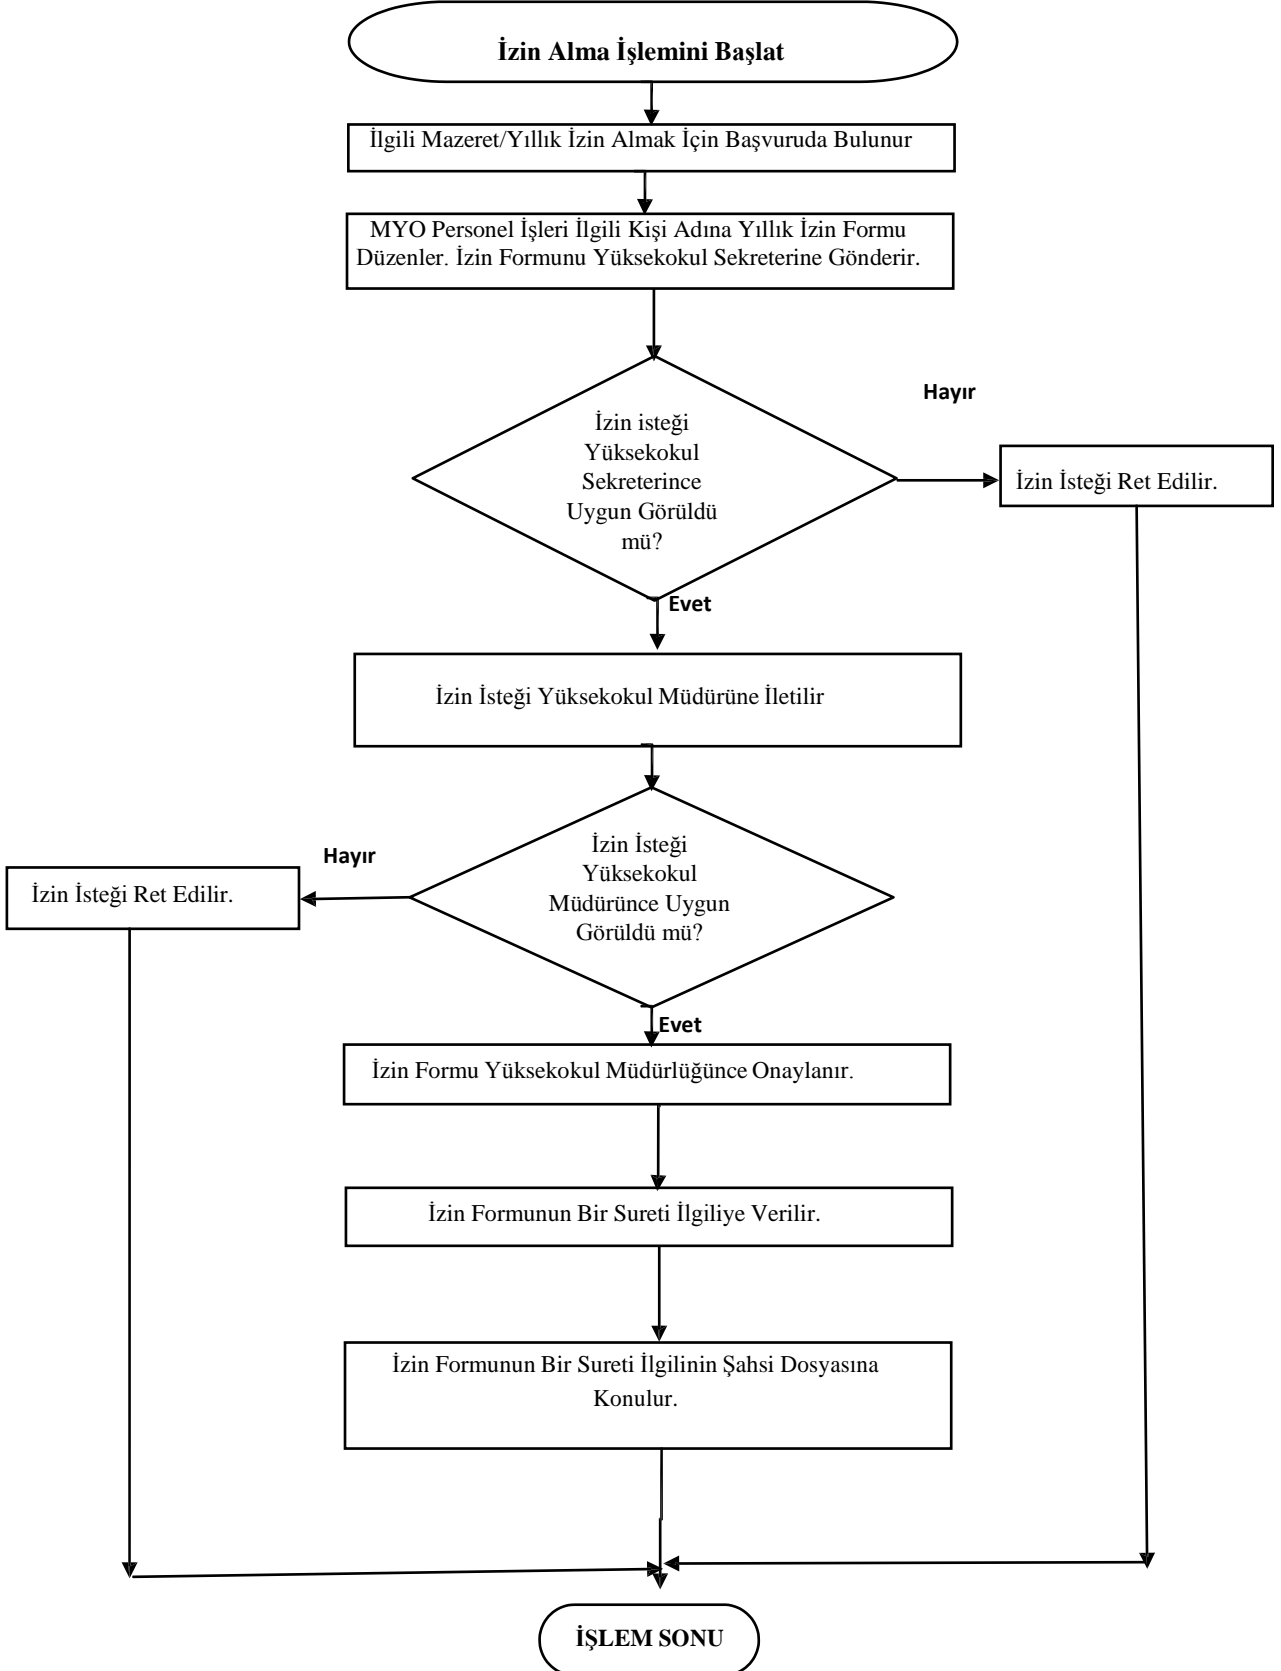 İzin Alma İşlemini Başlat
İlgili Mazeret/Yıllık İzin Almak İçin Başvuruda Bulunur
MYO Personel İşleri İlgili Kişi Adına Yıllık İzin Formu
Düzenler. İzin Formunu Yüksekokul Sekreterine Gönderir.
Hayır
İzin isteği
Yüksekokul
Sekreterince
Uygun Görüldü
mü?
İzin İsteği Ret Edilir.
Evet
İzin İsteği Yüksekokul Müdürüne İletilir
Hayır
İzin İsteği
Yüksekokul
Müdürünce Uygun
Görüldü mü?
İzin İsteği Ret Edilir.
Evet
İzin Formu Yüksekokul Müdürlüğünce Onaylanır.
İzin Formunun Bir Sureti İlgiliye Verilir.
İzin Formunun Bir Sureti İlgilinin Şahsi Dosyasına
Konulur.
İŞLEM SONU